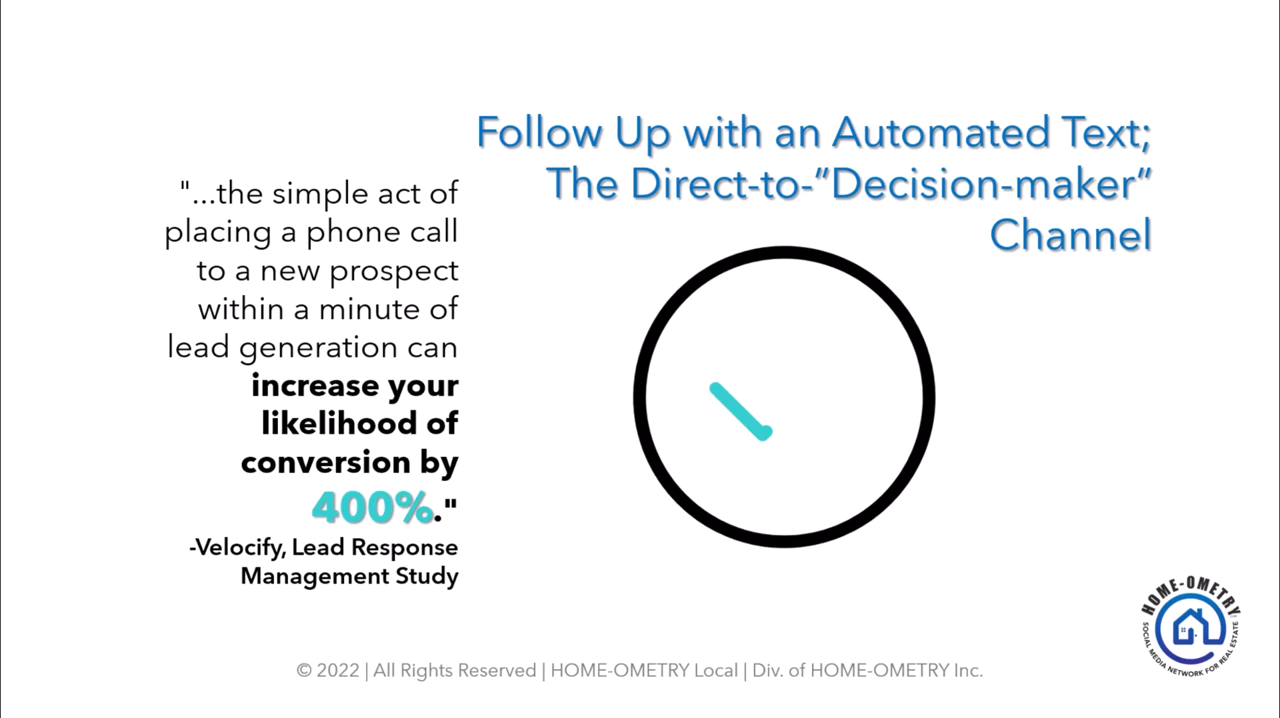 Follow Up with an Automated Text;
The Direct-to-“Decision-maker”
Channel
"...the simple act of
placing a phone call
to a new prospect
within a minute of
lead generation can
increase your
likelihood of
conversion by
400%."
-Velocify, Lead Response
Management Study
HOME-OMETRY
SOCIAL MEDIA NETWORK FOR REAL ESTATE
© 2022 | All Rights Reserved | HOME-OMETRY Local | Div. of HOME-OMETRY Inc.